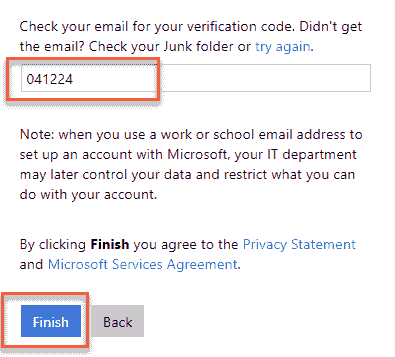 Check your email for your verification code. Didn't get
the email? Check your Junk folder or try again.
041224
Note: when you use a work or school email address to
set up an account with Microsoft, your IT department
may later control your data and restrict what you can
do with your account.
By clicking Finish you agree to the Privacy Statement
and Microsoft Services Agreement.
Finish Back